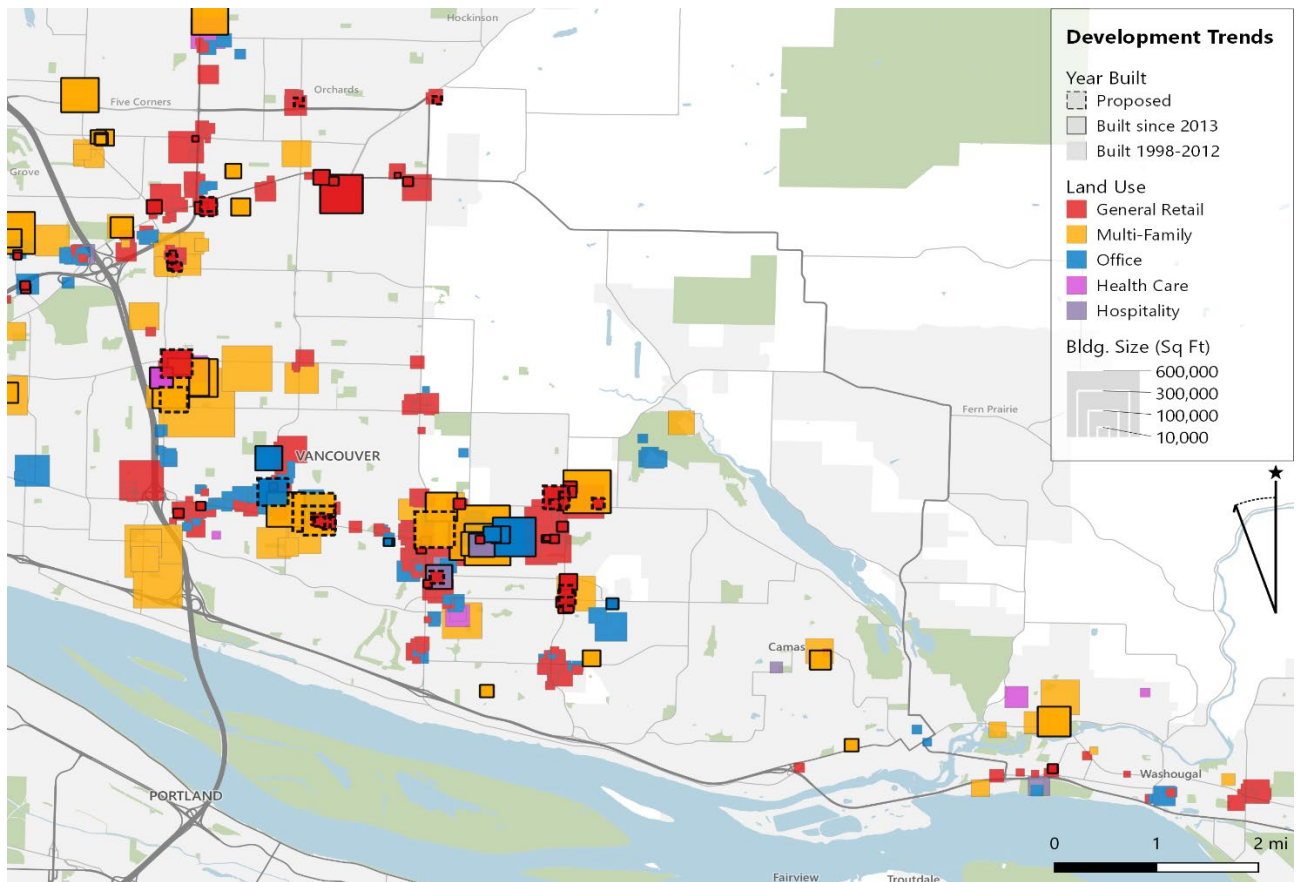 Hockinson
Development Trends
Year Built
Proposed
Built since 2013
Built 1998-2012
Land Use
General Retail
Multi-Family
Office
Health Care
Hospitality
Bldg. Size (Sq Ft)
600,000
300,000
100,000
10,000
Orchards
Five Corners
Grove
Fern Prairie
VANCOUVER
Camas
Washougal
PORTLAND
0 1 2 mi
Fairview
Troutdale